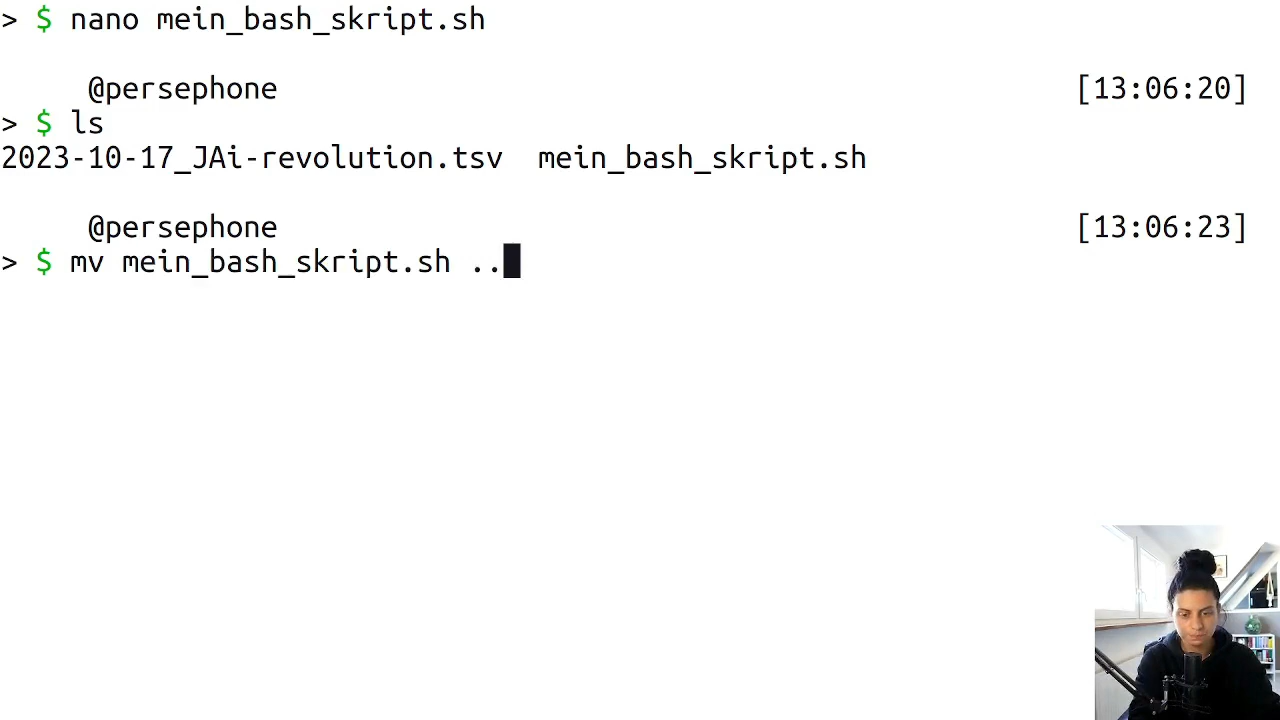 > $ nano mein_bash_skript.sh
@persephone [13:06:20]
> $ ls
2023-10-17_JAi-revolution.tsv mein_bash_skript.sh
@persephone [13:06:23]
> $ mv mein_bash_skript.sh ..